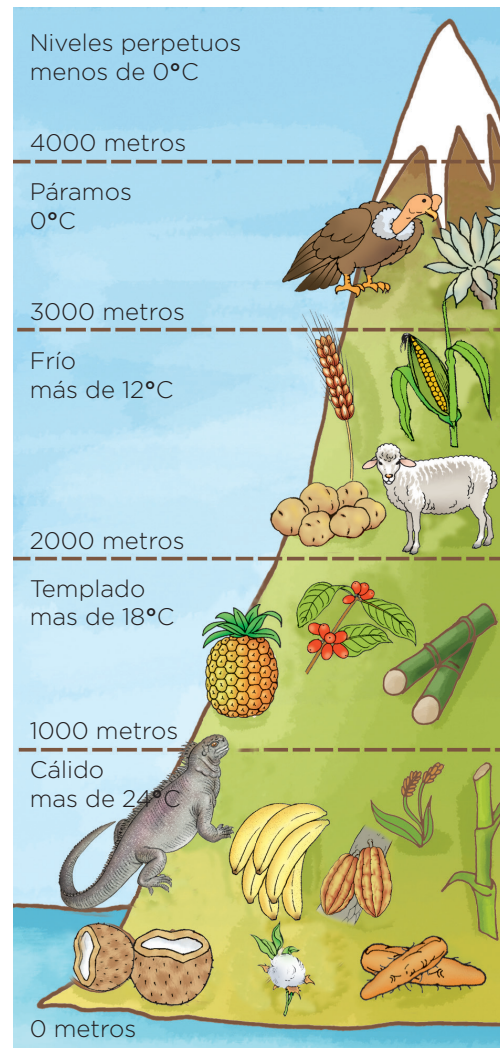 Niveles perpetuos
menos de 0°C
4000 metros
Páramos
0°C
3000 metros
Frío
más de 12°C
2000 metros
Templado
mas de 18°C
1000 metros
Cálido
mas de 24°C
0 metros